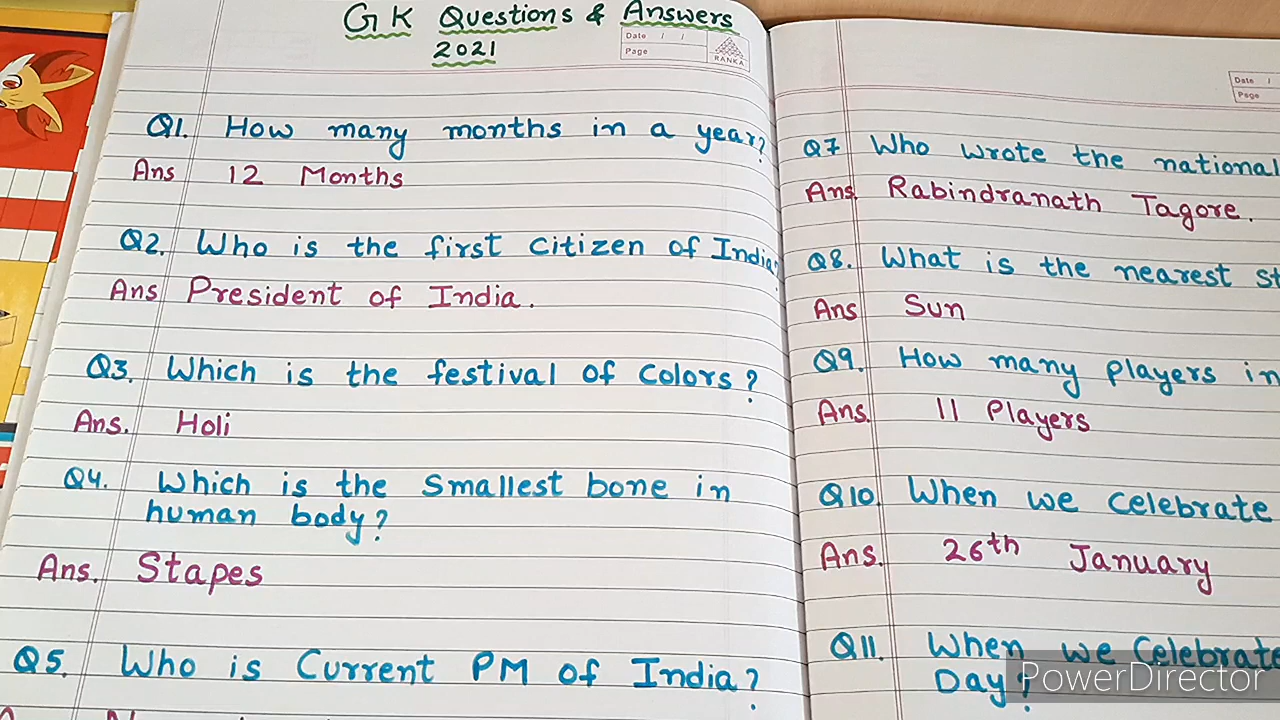 GK Questions & Answers
2021
Date / /
Page
RANKA
Q1. How many months in a year?
Ans 12 Months
Q2. Who is the first citizen of India?
Ans President of India.
Q3. Which is the festival of colors?
Ans. Holi
Q4. Which is the smallest bone in
human body?
Ans. Stapes
Q5. Who is Current PM of India?
Date /
Page
Q7 Who wrote the national
Ans. Rabindranath Tagore.
Q8. What is the nearest
Ans Sun
Q9. How many players in
Ans. 11 Players
Q10. When we celebrate
Ans. 26th January
Q11. When we Celebrate
Day?
PowerDirector